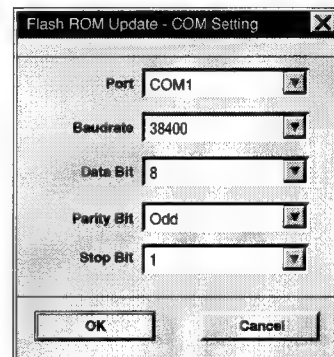 Flash ROM Update - COM Setting
Port COM1
Baudrate 38400
Data Bit 8
Parity Bit Odd
Stop Bit 1
OK Cancel